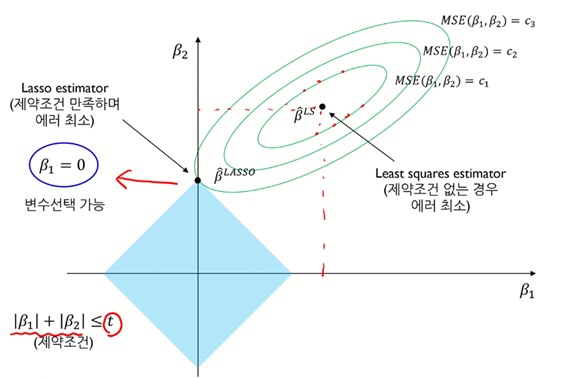 β₂
MSE(β₁, β₂) = c₃
MSE(β₁, β₂) = c₂
MSE(β₁, β₂) = c₁
Lasso estimator
(제약조건 만족하며
에러 최소)
β̂ᴸˢ
β₁ = 0
β̂ᴸᴬˢˢᴼ
Least squares estimator
(제약조건 없는 경우
에러 최소)
변수선택 가능
β₁
|β₁| + |β₂| ≤ t
(제약조건)